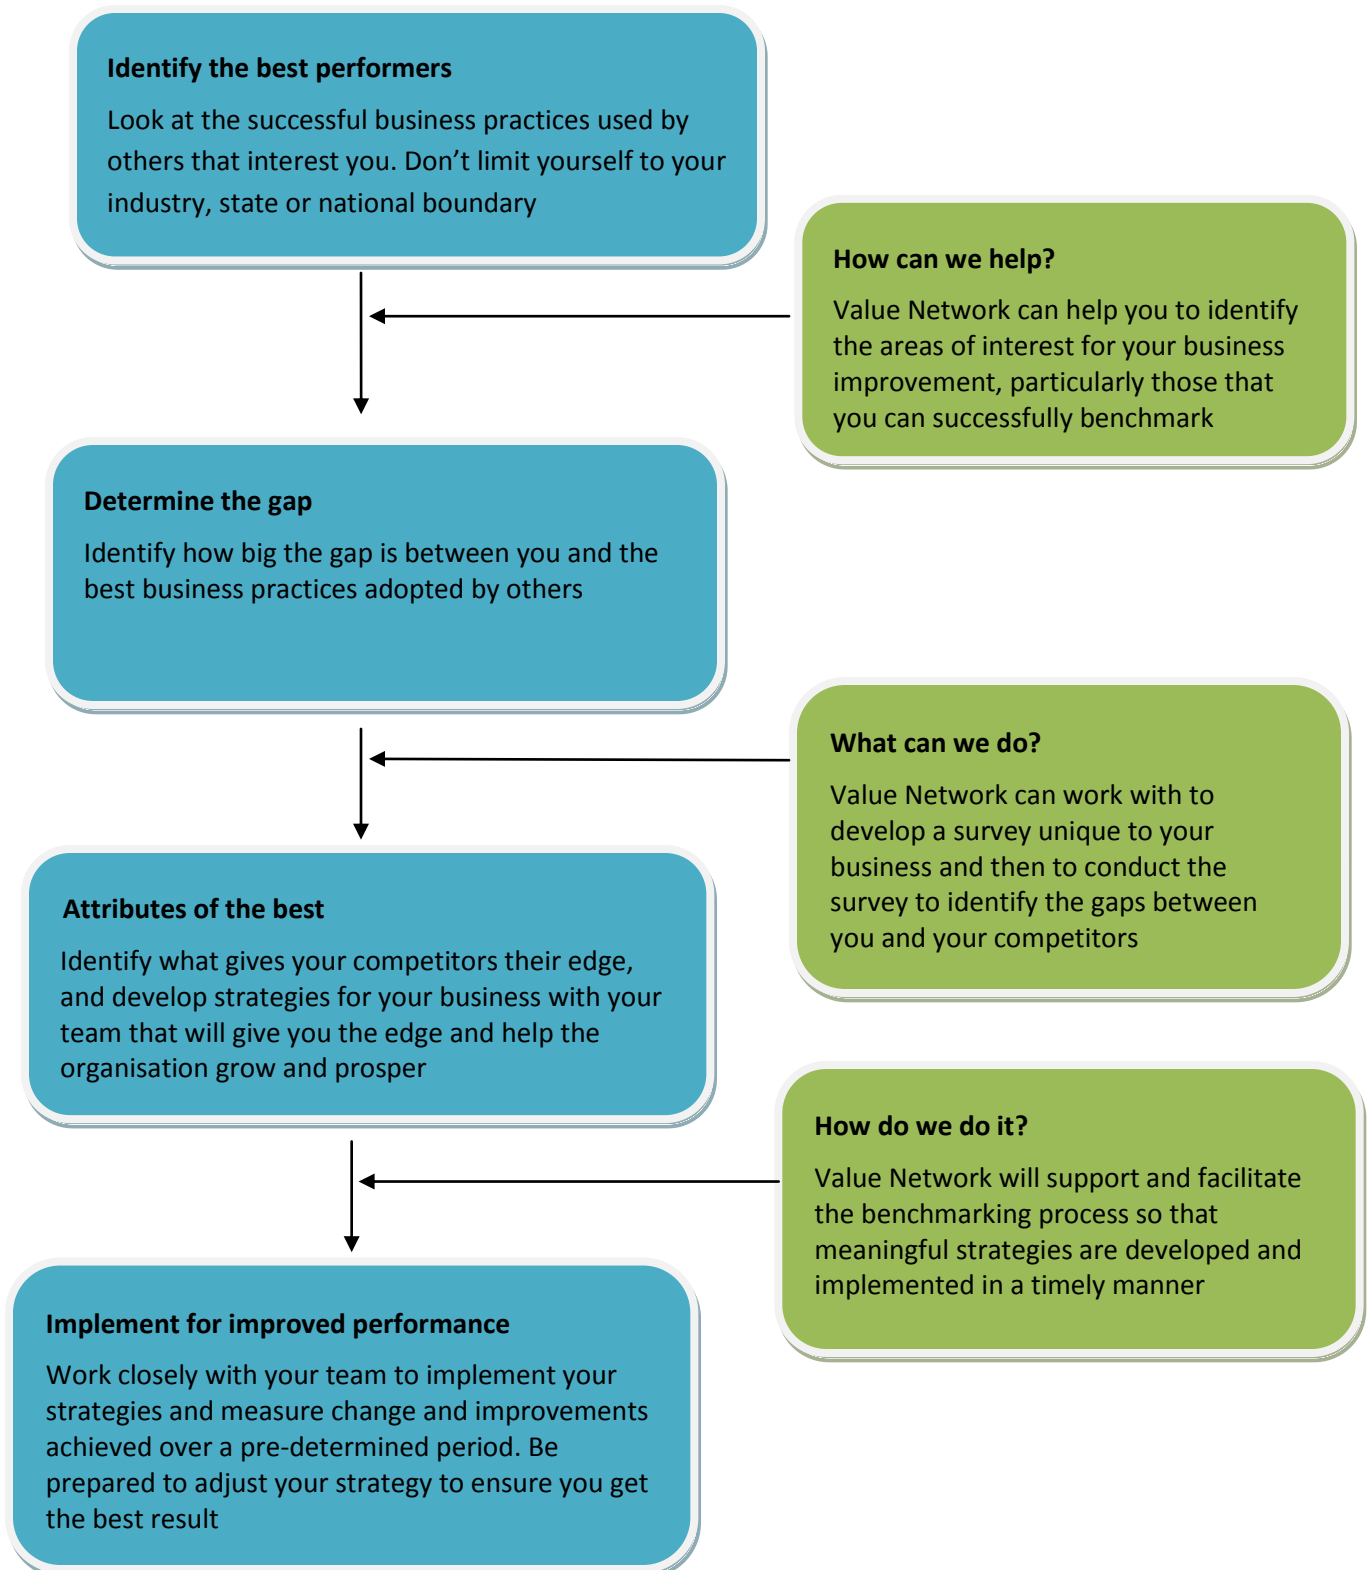 Identify the best performers
Look at the successful business practices used by
others that interest you. Don’t limit yourself to your
industry, state or national boundary
How can we help?
Value Network can help you to identify
the areas of interest for your business
improvement, particularly those that
you can successfully benchmark
Determine the gap
Identify how big the gap is between you and the
best business practices adopted by others
What can we do?
Value Network can work with to
develop a survey unique to your
business and then to conduct the
survey to identify the gaps between
you and your competitors
Attributes of the best
Identify what gives your competitors their edge,
and develop strategies for your business with your
team that will give you the edge and help the
organisation grow and prosper
How do we do it?
Value Network will support and facilitate
the benchmarking process so that
meaningful strategies are developed and
implemented in a timely manner
Implement for improved performance
Work closely with your team to implement your
strategies and measure change and improvements
achieved over a pre-determined period. Be
prepared to adjust your strategy to ensure you get
the best result